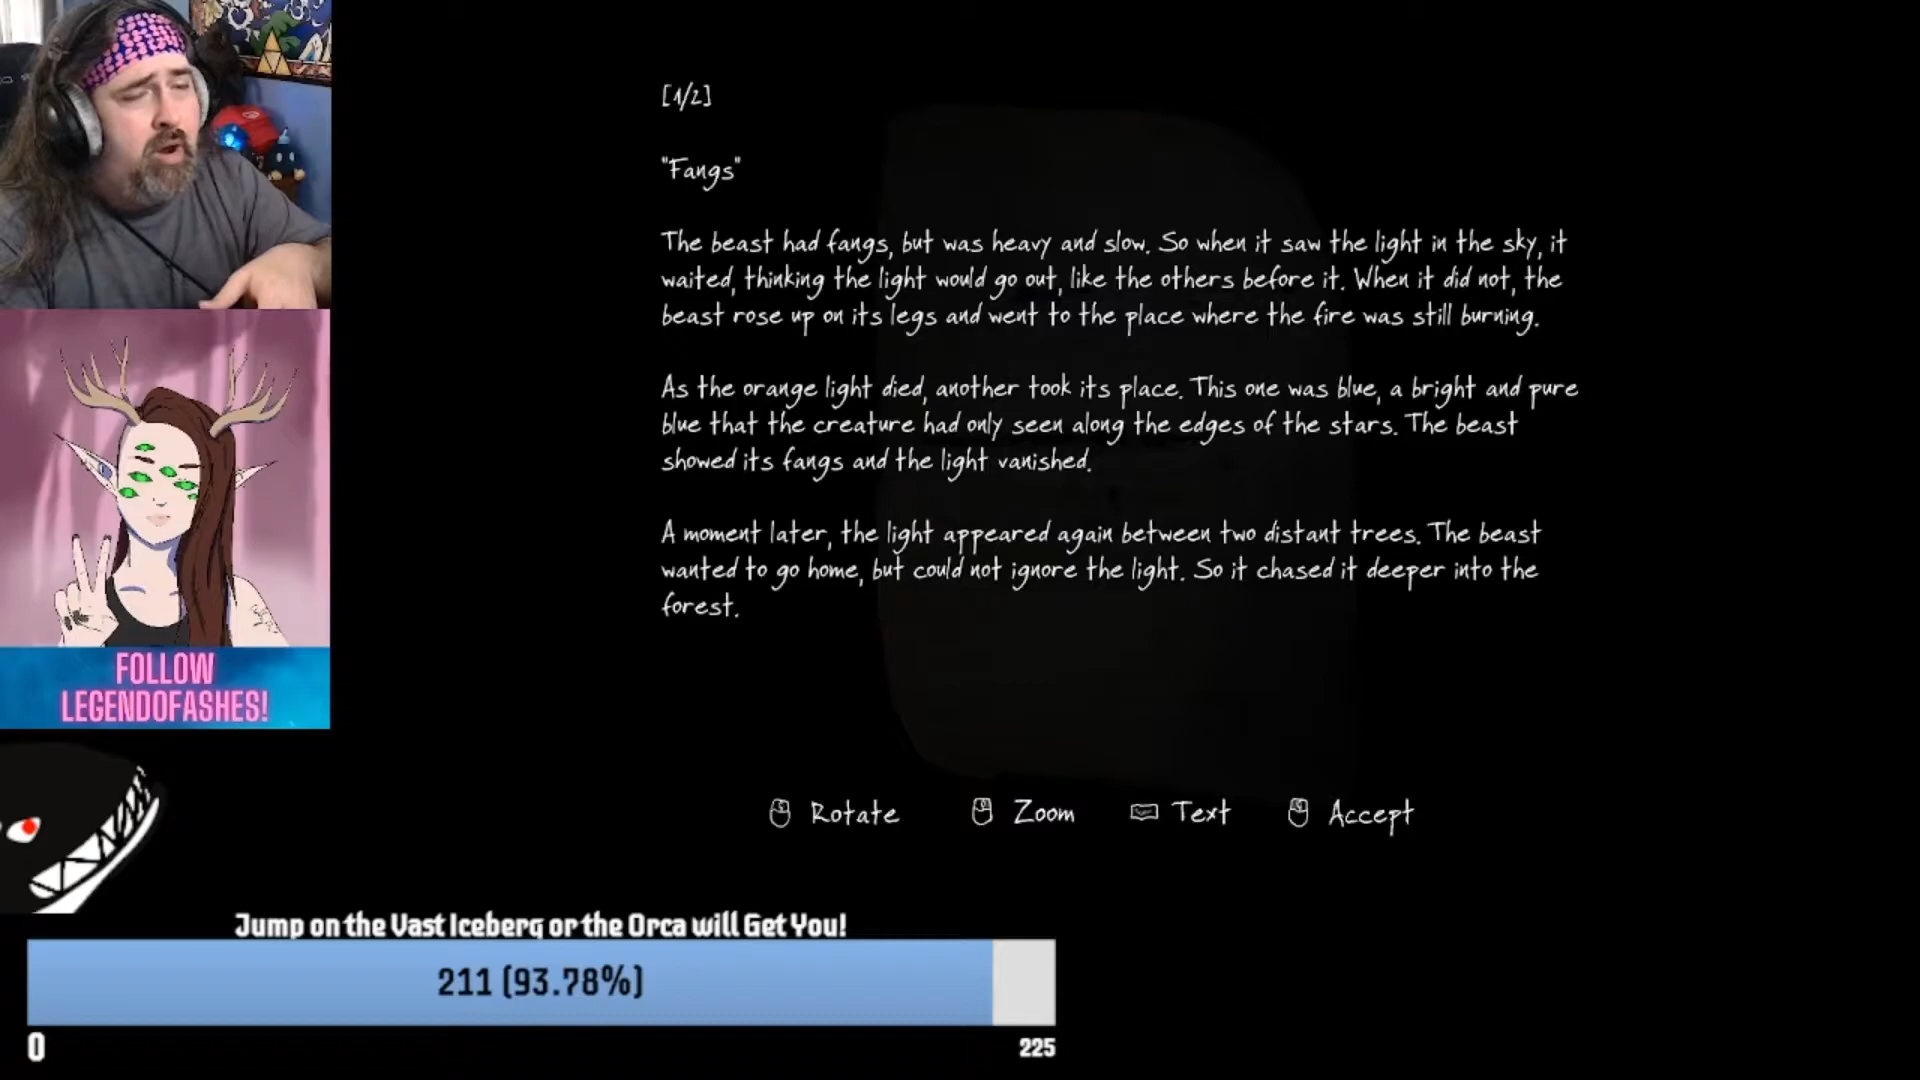 [1/2]
"Fangs"
The beast had fangs, but was heavy and slow. So when it saw the light in the sky, it
waited, thinking the light would go out, like the others before it. When it did not, the
beast rose up on its legs and went to the place where the fire was still burning.
As the orange light died, another took its place. This one was blue, a bright and pure
blue that the creature had only seen along the edges of the stars. The beast
showed its fangs and the light vanished.
A moment later, the light appeared again between two distant trees. The beast
wanted to go home, but could not ignore the light. So it chased it deeper into the
forest.
Rotate Zoom Text Accept
FOLLOW
LEGENDOFASHES!
Jump on the Vast Iceberg or the Orca will Get You!
211 (93.78%)
0 225